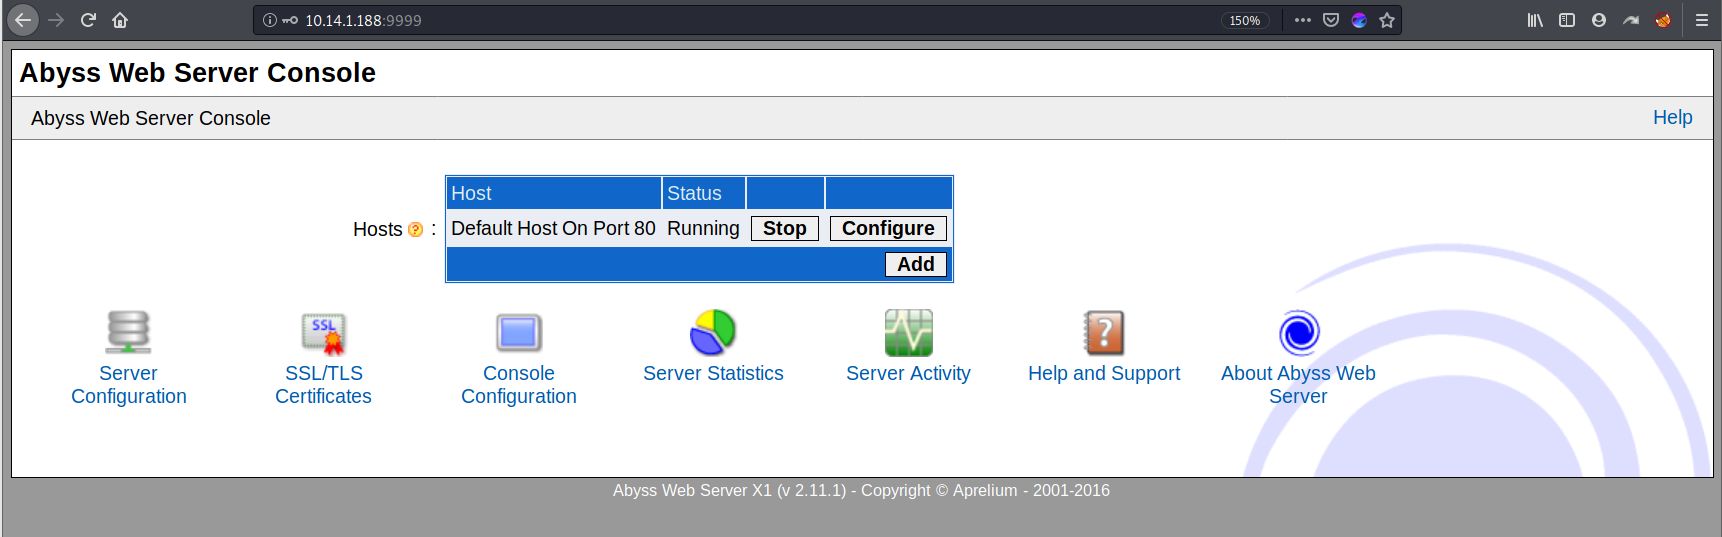 10.14.1.188:9999
150%
Abyss Web Server Console
Abyss Web Server Console
Help
Host Status
Hosts ? : Default Host On Port 80 Running Stop Configure
Add
SSL
?
Server Configuration
SSL/TLS Certificates
Console Configuration
Server Statistics
Server Activity
Help and Support
About Abyss Web Server
Abyss Web Server X1 (v 2.11.1) - Copyright © Aprelium - 2001-2016